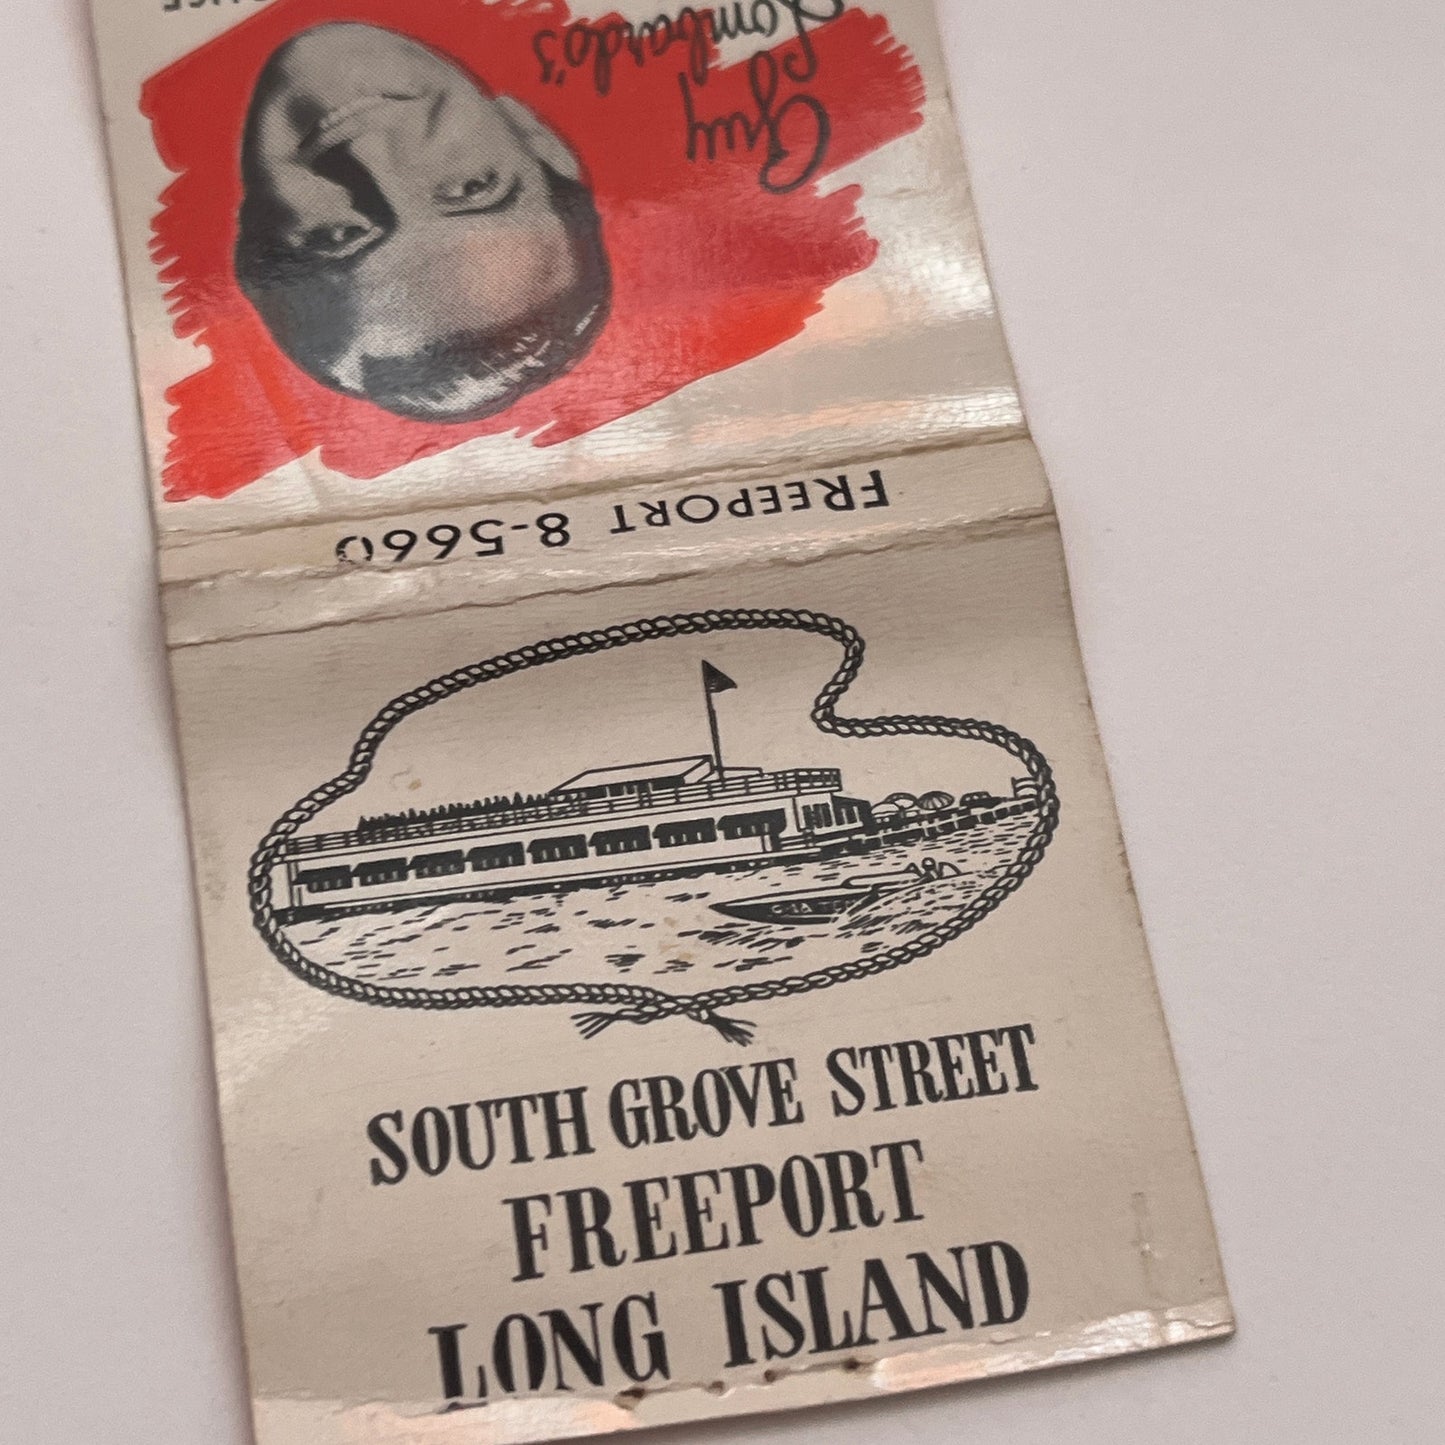 Guy
Lombardo's
FREEPORT 8-5660
SOUTH GROVE STREET
FREEPORT
LONG ISLAND